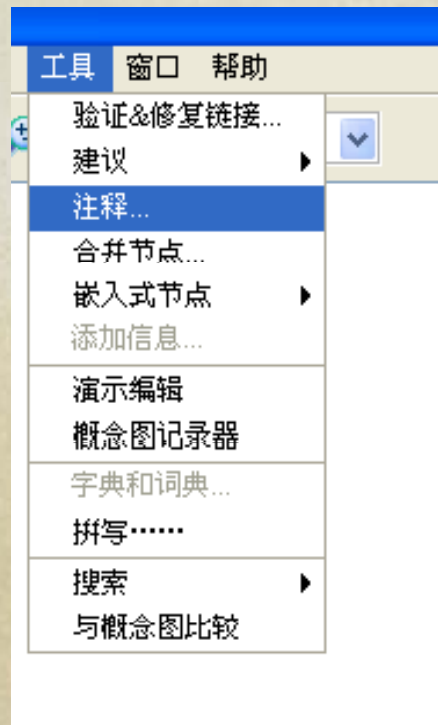 工具 窗口 帮助
验证&修复链接...
建议
注释...
合并节点...
嵌入式节点
添加信息...
演示编辑
概念图记录器
字典和词典...
拼写……
搜索
与概念图比较